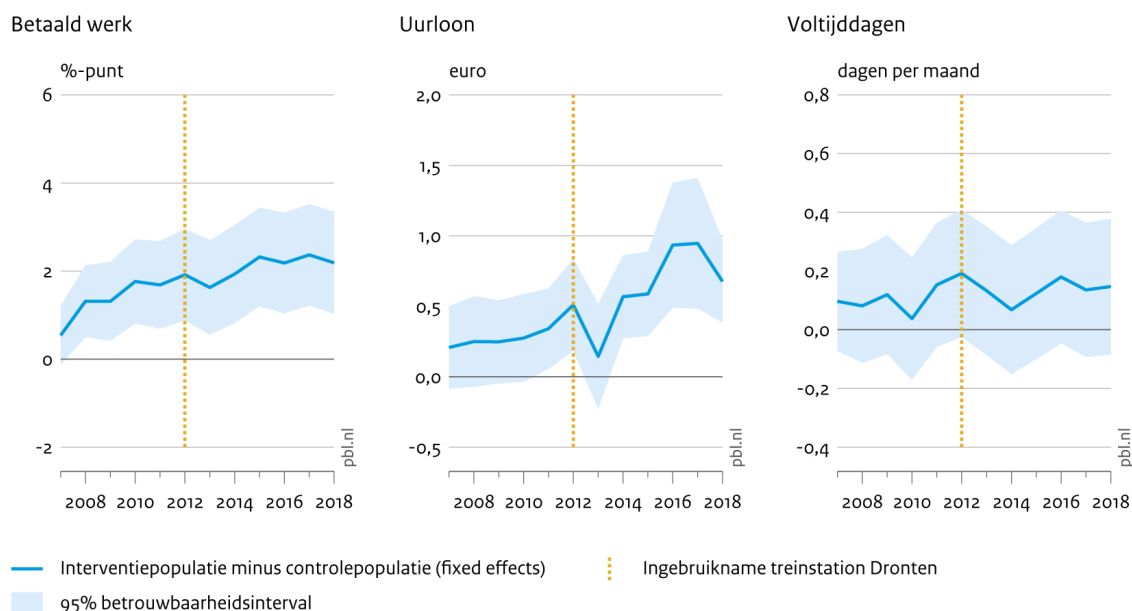 Betaald werk
%-punt
6
4
2
0
-2
2008 2010 2012 2014 2016 2018
pbl.nl
Uurloon
euro
2,0
1,5
1,0
0,5
0,0
-0,5
2008 2010 2012 2014 2016 2018
pbl.nl
Voltijddagen
dagen per maand
0,8
0,6
0,4
0,2
0,0
-0,2
-0,4
2008 2010 2012 2014 2016 2018
pbl.nl
Interventiepopulatie minus controlepopulatie (fixed effects)
Ingebruikname treinstation Dronten
95% betrouwbaarheidsinterval